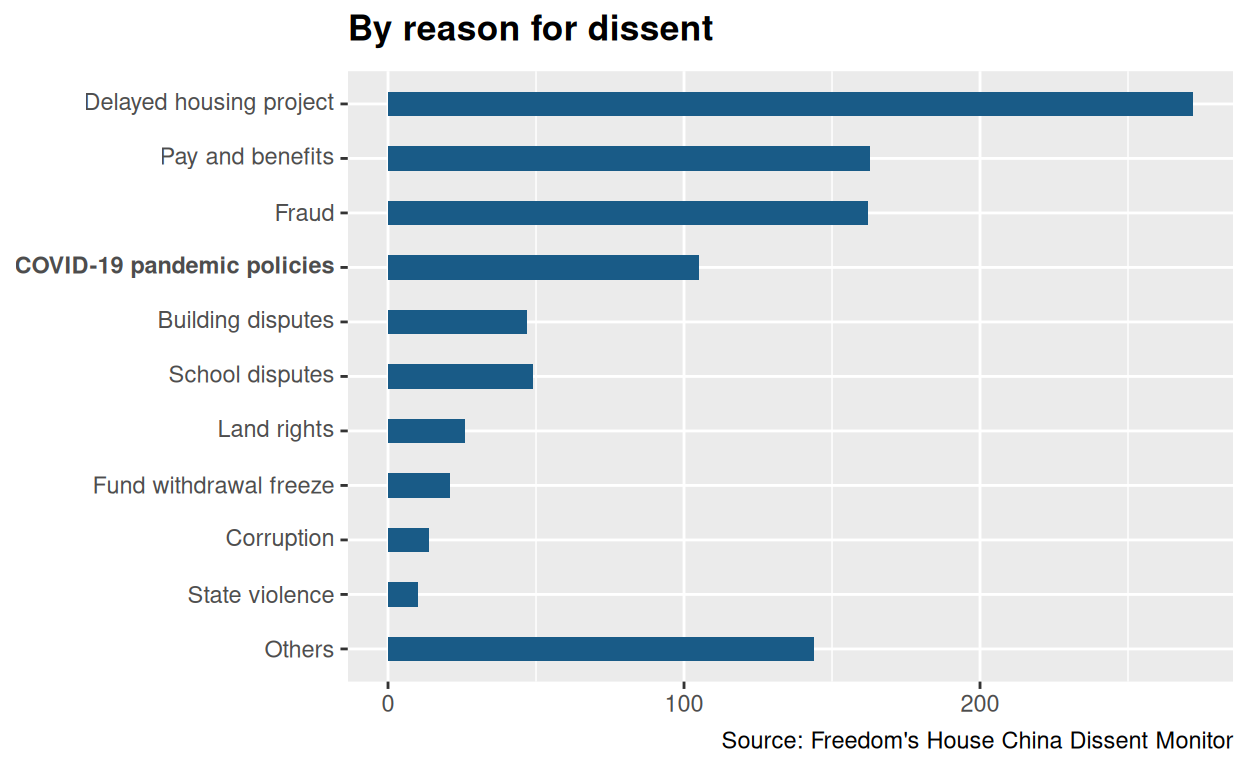 By reason for dissent
Delayed housing project
Pay and benefits
Fraud
COVID-19 pandemic policies
Building disputes
School disputes
Land rights
Fund withdrawal freeze
Corruption
State violence
Others
0 100 200
Source: Freedom's House China Dissent Monitor